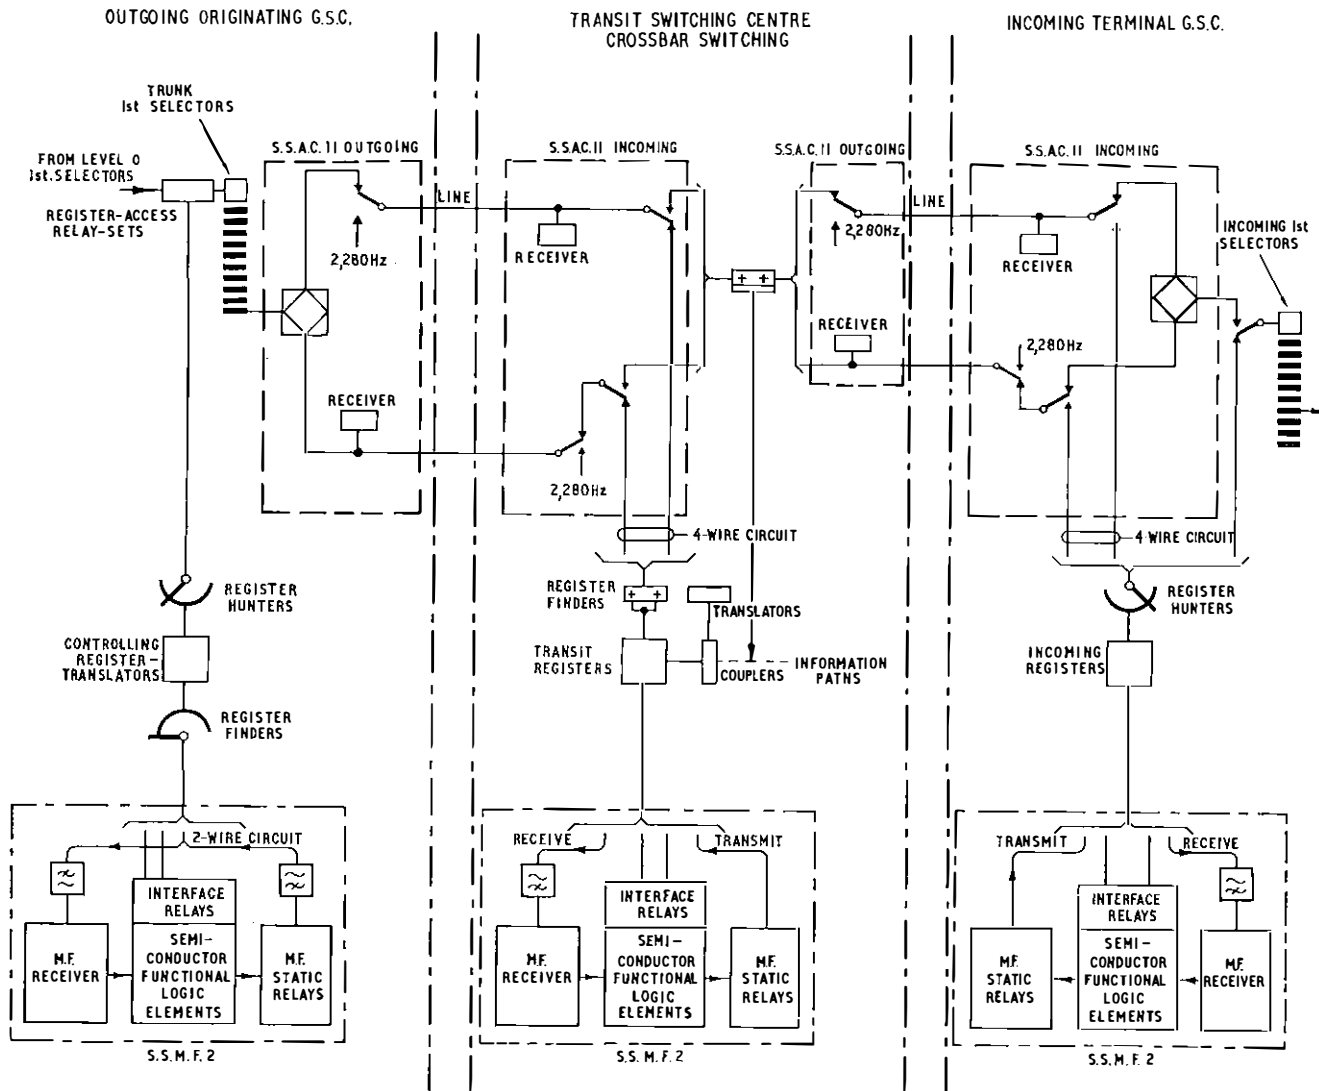 OUTGOING ORIGINATING G.S.C,
TRANSIT SWITCHING CENTRE
CROSSBAR SWITCHING
INCOMING TERMINAL G.S.C.
TRUNK
1st SELECTORS
FROM LEVEL 0
1st. SELECTORS
REGISTER-ACCESS
RELAY-SETS
S.S.A.C. 11 OUTGOING
2,280Hz
RECEIVER
LINE
S.S.A.C. 11 INCOMING
RECEIVER
2,280Hz
4-WIRE CIRCUIT
S.S.A.C. 11 OUTGOING
2,280Hz
RECEIVER
LINE
S.S.A.C. 11 INCOMING
RECEIVER
2,280Hz
4-WIRE CIRCUIT
INCOMING 1st
SELECTORS
REGISTER
HUNTERS
CONTROLLING
REGISTER-
TRANSLATORS
REGISTER
FINDERS
REGISTER
FINDERS
TRANSLATORS
TRANSIT
REGISTERS
COUPLERS
INFORMATION
PATHS
REGISTER
HUNTERS
INCOMING
REGISTERS
2-WIRE CIRCUIT
INTERFACE
RELAYS
M.F.
RECEIVER
SEMI-
CONDUCTOR
FUNCTIONAL
LOGIC
ELEMENTS
M.F.
STATIC
RELAYS
S.S.M.F. 2
RECEIVE
TRANSMIT
INTERFACE
RELAYS
M.F.
RECEIVER
SEMI-
CONDUCTOR
FUNCTIONAL
LOGIC
ELEMENTS
M.F.
STATIC
RELAYS
S.S.M.F. 2
TRANSMIT
RECEIVE
INTERFACE
RELAYS
M.F.
STATIC
RELAYS
SEMI-
CONDUCTOR
FUNCTIONAL
LOGIC
ELEMENTS
M.F.
RECEIVER
S.S.M.F. 2